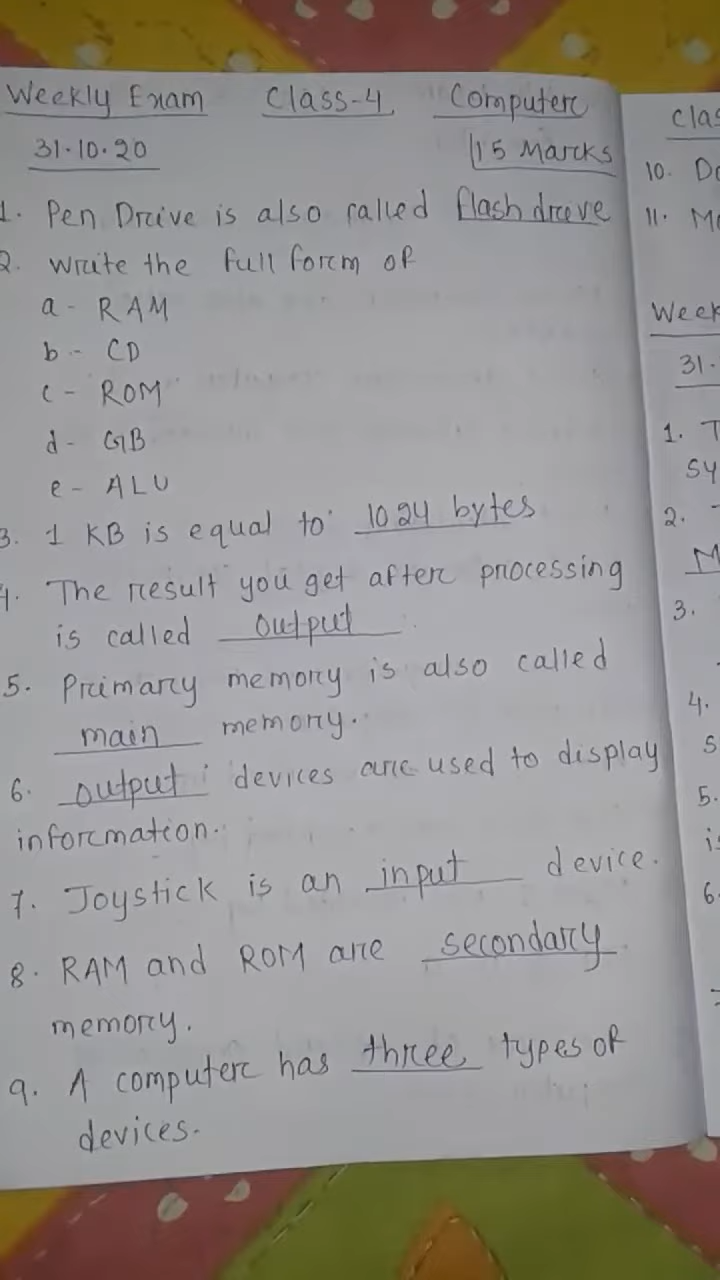 Weekly Exam Class-4 Computer
31.10.20 15 Marks
1. Pen Drive is also called flash drive
2. Write the full form of
a - RAM
b - CD
c - ROM
d - GB
e - ALU
3. 1 KB is equal to 1024 bytes
4. The result you get after processing
is called output.
5. Primary memory is also called
main memory.
6. output devices are used to display
information.
7. Joystick is an input device.
8. RAM and ROM are secondary
memory.
9. A computer has three types of
devices.
10. Do
11. Mo
Week
31.
1. T
sy
2.
M
3.
4.
s
5.
is
6.